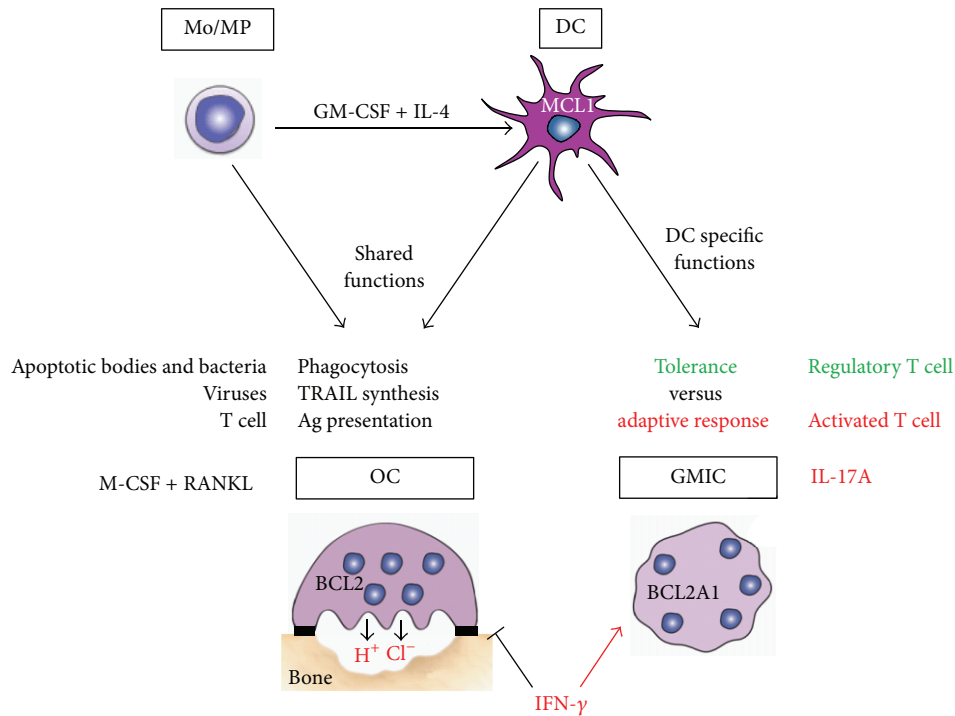 Mo/MP
DC
GM-CSF + IL-4
MCL1
Shared
functions
DC specific
functions
Apoptotic bodies and bacteria
Viruses
T cell
Phagocytosis
TRAIL synthesis
Ag presentation
Tolerance
versus
adaptive response
Regulatory T cell
Activated T cell
M-CSF + RANKL
OC
GMIC
IL-17A
BCL2
BCL2A1
H⁺ Cl⁻
Bone
IFN-γ